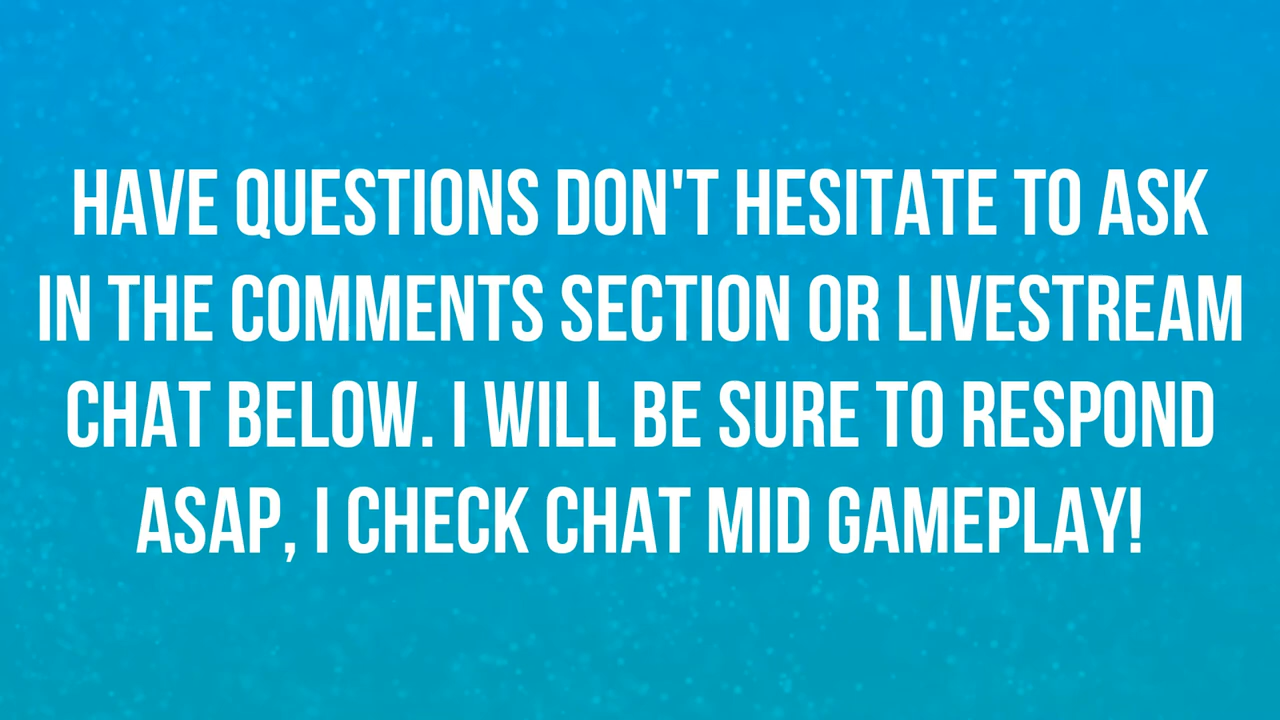 HAVE QUESTIONS DON'T HESITATE TO ASK
IN THE COMMENTS SECTION OR LIVESTREAM
CHAT BELOW. I WILL BE SURE TO RESPOND
ASAP, I CHECK CHAT MID GAMEPLAY!